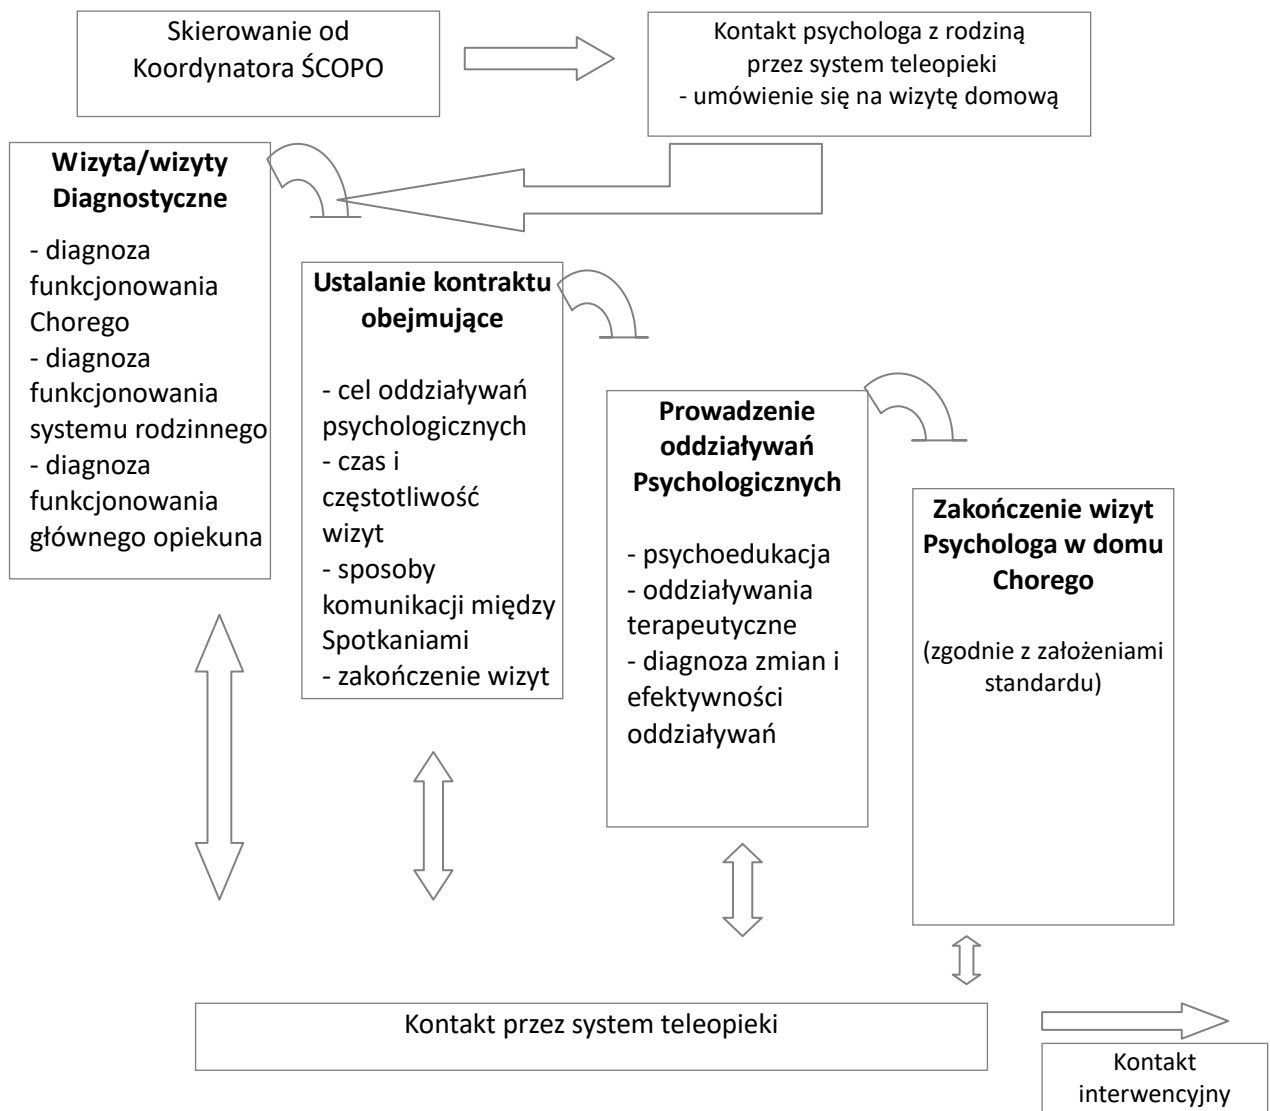 Skierowanie od
Koordynatora ŚCOPO
Kontakt psychologa z rodziną
przez system teleopieki
- umówienie się na wizytę domową
Wizyta/wizyty
Diagnostyczne
- diagnoza
funkcjonowania
Chorego
- diagnoza
funkcjonowania
systemu rodzinnego
- diagnoza
funkcjonowania
głównego opiekuna
Ustalanie kontraktu
obejmujące
- cel oddziaływań
psychologicznych
- czas i
częstotliwość
wizyt
- sposoby
komunikacji między
Spotkaniami
- zakończenie wizyt
Prowadzenie
oddziaływań
Psychologicznych
- psychoedukacja
- oddziaływania
terapeutyczne
- diagnoza zmian i
efektywności
oddziaływań
Zakończenie wizyt
Psychologa w domu
Chorego
(zgodnie z założeniami
standardu)
Kontakt przez system teleopieki
Kontakt
interwencyjny